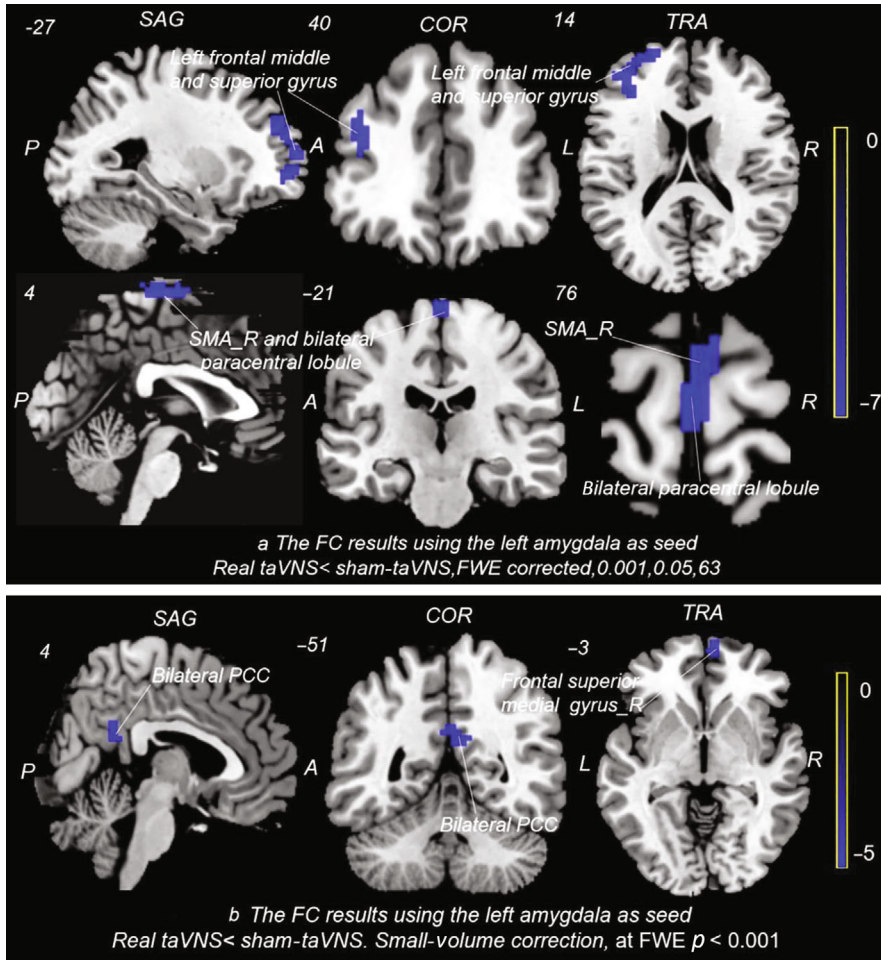 SAG COR TRA
-27 40 14
Left frontal middle and superior gyrus
Left frontal middle and superior gyrus
P A L R
0
-7
4 -21 76
SMA_R and bilateral paracentral lobule
SMA_R
P A L R
Bilateral paracentral lobule
a The FC results using the left amygdala as seed
Real taVNS< sham-taVNS,FWE corrected,0.001,0.05,63
SAG COR TRA
4 -51 -3
Bilateral PCC
Frontal superior medial gyrus_R
0
P A L R
Bilateral PCC
-5
b The FC results using the left amygdala as seed
Real taVNS< sham-taVNS. Small-volume correction, at FWE p < 0.001